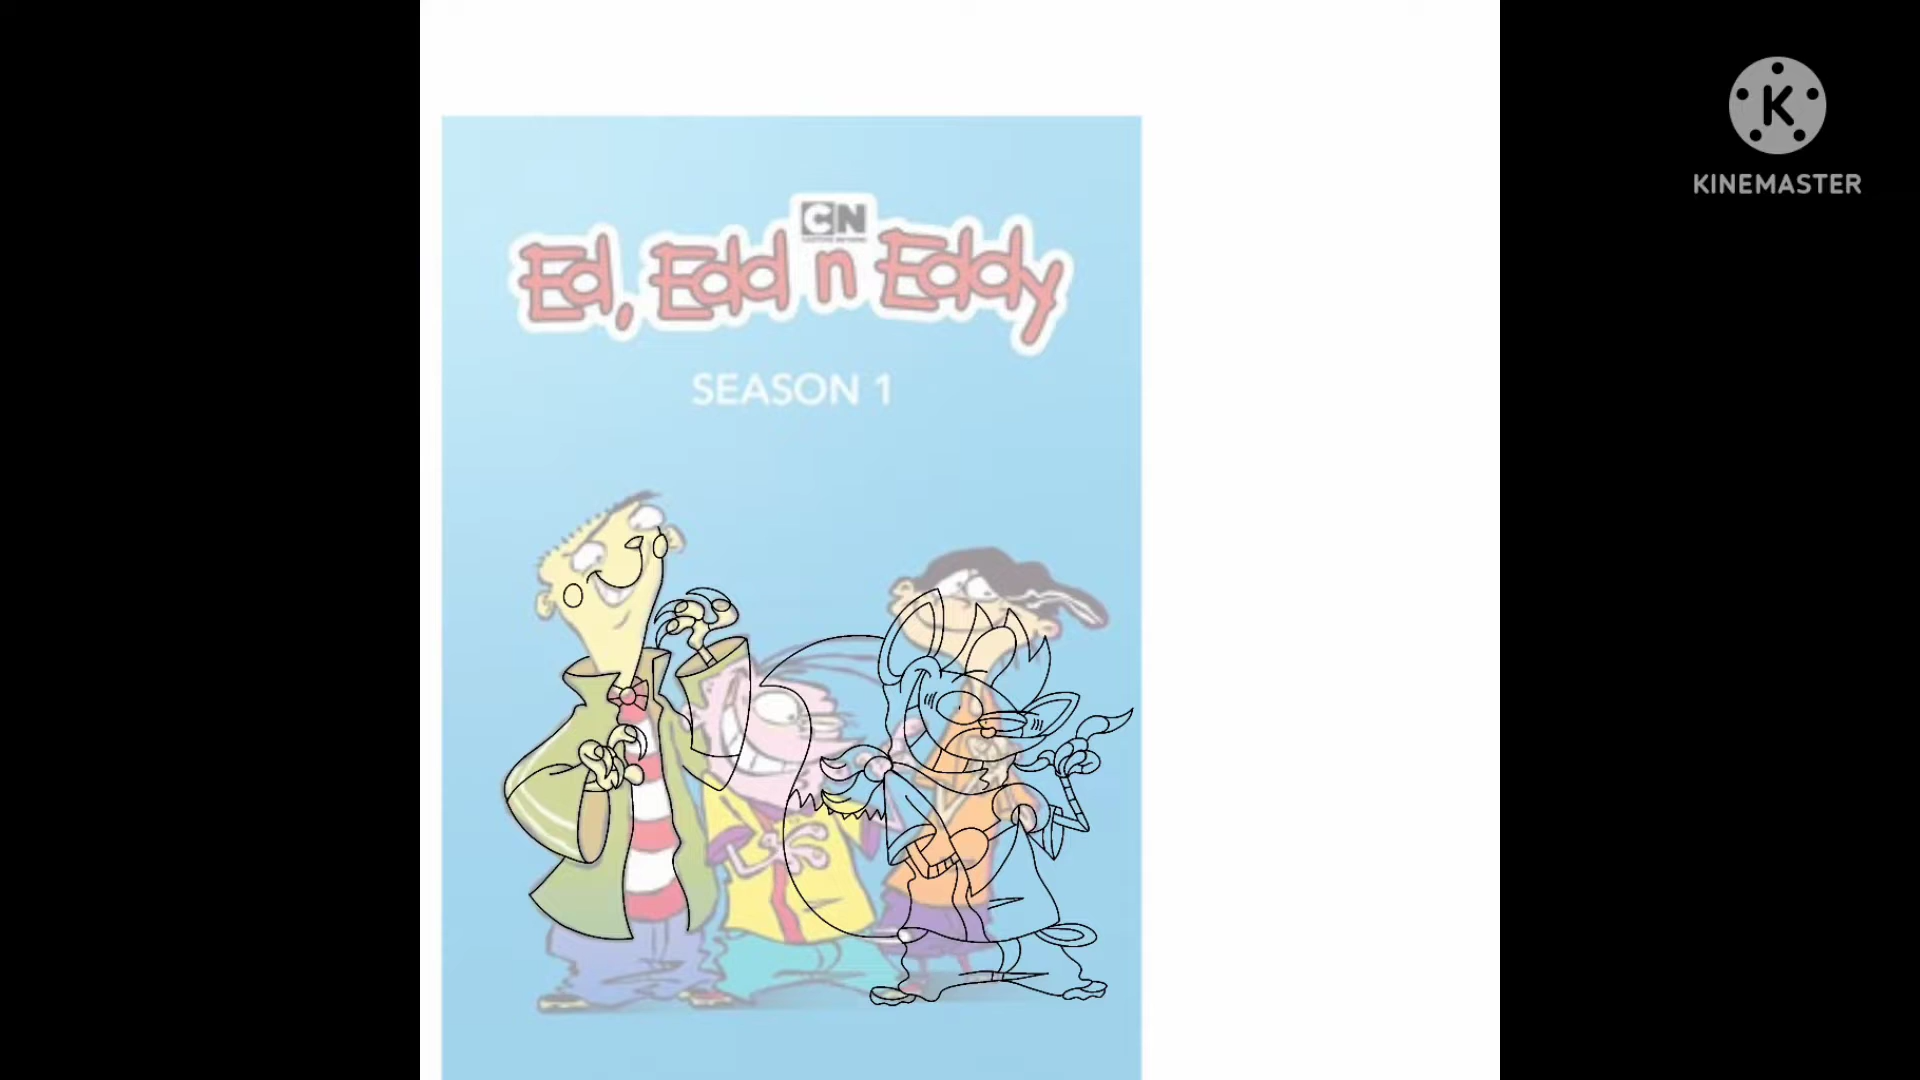 K
KINEMASTER
CN
Ed, Edd n Eddy
SEASON 1